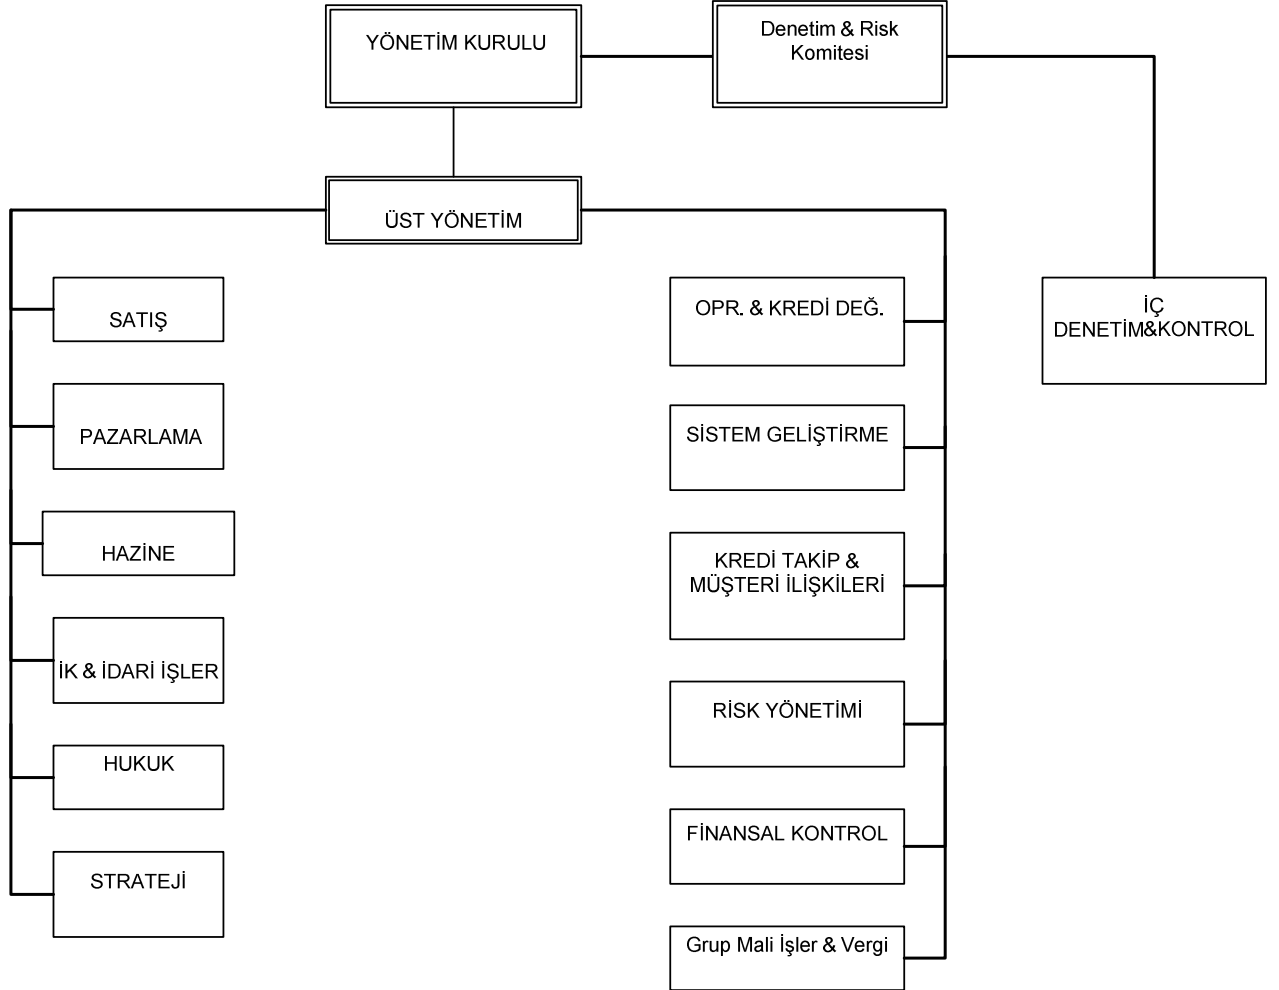 YÖNETİM KURULU
Denetim & Risk
Komitesi
ÜST YÖNETİM
SATIŞ
PAZARLAMA
HAZİNE
İK & İDARİ İŞLER
HUKUK
STRATEJİ
OPR. & KREDİ DEĞ.
SİSTEM GELİŞTİRME
KREDİ TAKİP &
MÜŞTERİ İLİŞKİLERİ
RİSK YÖNETİMİ
FİNANSAL KONTROL
Grup Mali İşler & Vergi
İÇ
DENETİM&KONTROL